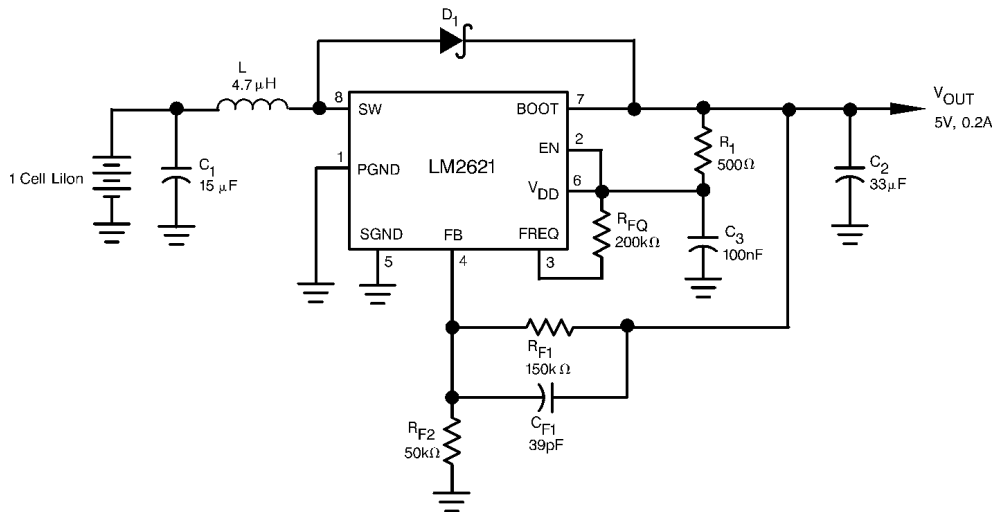 D1
L
4.7μH
8
SW
BOOT
7
VOUT
5V, 0.2A
R1
500Ω
EN
2
1
PGND
LM2621
C1
15 μF
1 Cell LiIon
C2
33μF
VDD
6
RFQ
200kΩ
C3
100nF
SGND
FB
FREQ
5
4
3
RF1
150kΩ
CF1
39pF
RF2
50kΩ